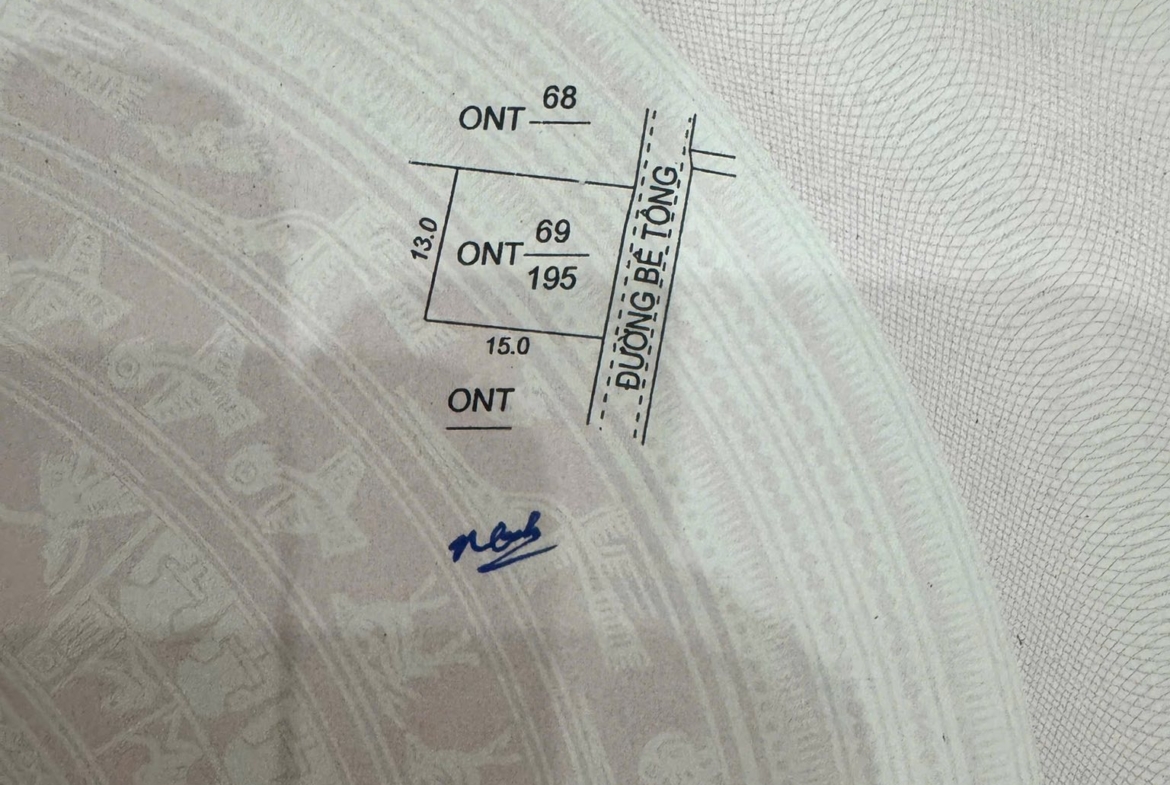 ONT 68
13.0
ONT 69
195
15.0
ONT
ĐƯỜNG BÊ TÔNG